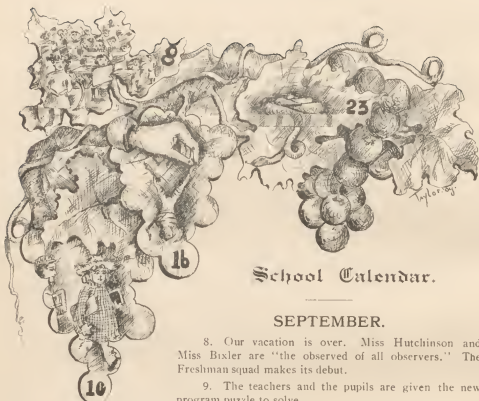 8
23
Taylor. 09.
16
10
School Calendar.
SEPTEMBER.
8. Our vacation is over. Miss Hutchinson and
Miss Bixler are "the observed of all observers." The
Freshman squad makes its debut.
9. The teachers and the pupils are given the new
program puzzle to solve.